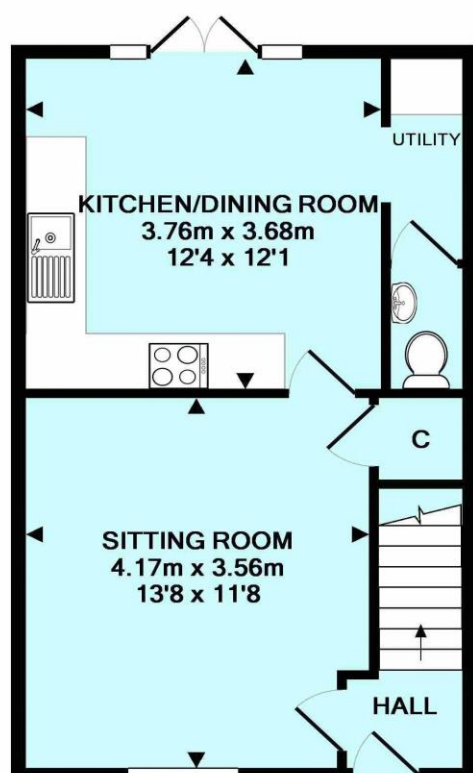 UTILITY
KITCHEN/DINING ROOM
3.76m x 3.68m
12'4 x 12'1
C
SITTING ROOM
4.17m x 3.56m
13'8 x 11'8
HALL